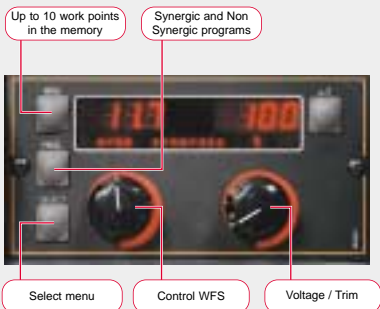 Up to 10 work points
in the memory
Synergic and Non
Synergic programs
100
Select menu
Control WFS
Voltage / Trim